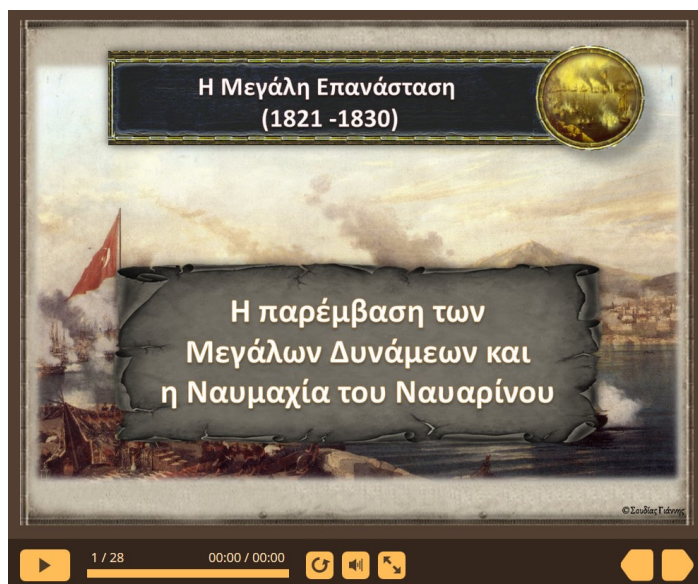 Η Μεγάλη Επανάσταση
(1821 -1830)
Η παρέμβαση των
Μεγάλων Δυνάμεων και
η Ναυμαχία του Ναυαρίνου
©Σουδίας Γιάννης
1 / 28
00:00 / 00:00